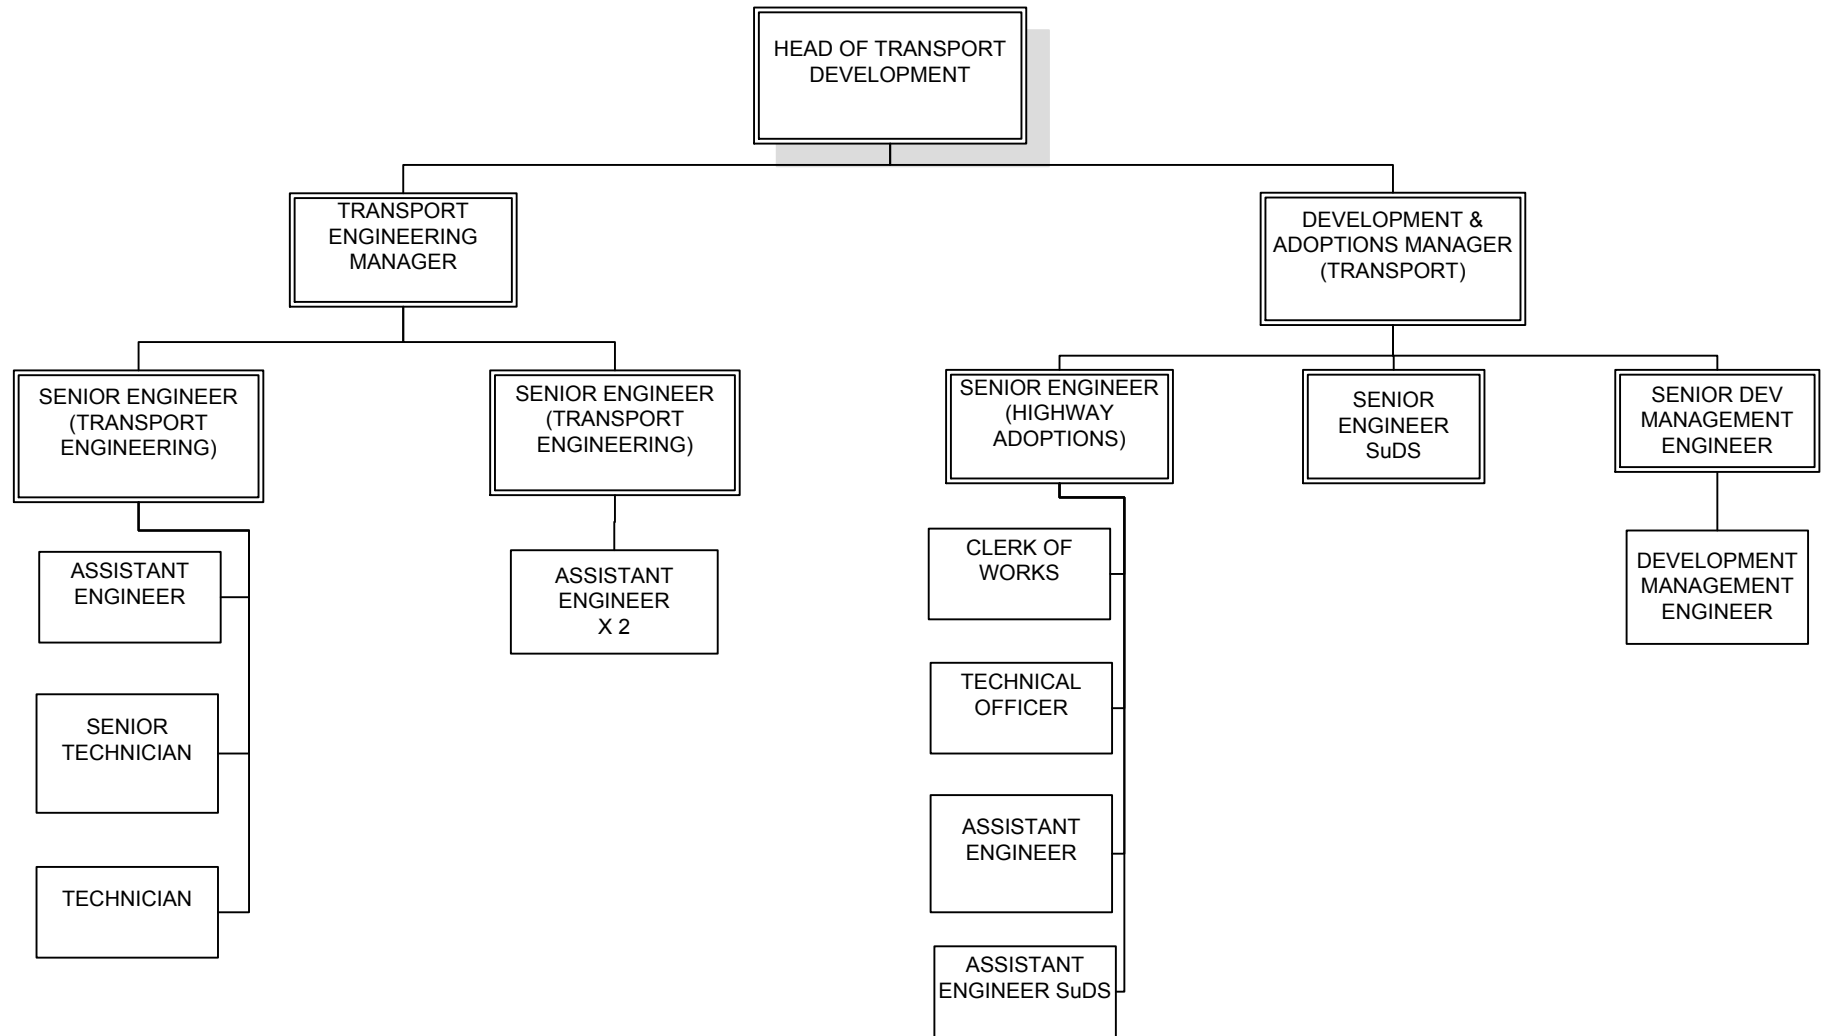 HEAD OF TRANSPORT
DEVELOPMENT
TRANSPORT
ENGINEERING
MANAGER
DEVELOPMENT &
ADOPTIONS MANAGER
(TRANSPORT)
SENIOR ENGINEER
(TRANSPORT
ENGINEERING)
SENIOR ENGINEER
(TRANSPORT
ENGINEERING)
SENIOR ENGINEER
(HIGHWAY
ADOPTIONS)
SENIOR
ENGINEER
SuDS
SENIOR DEV
MANAGEMENT
ENGINEER
ASSISTANT
ENGINEER
SENIOR
TECHNICIAN
TECHNICIAN
ASSISTANT
ENGINEER
X 2
CLERK OF
WORKS
TECHNICAL
OFFICER
ASSISTANT
ENGINEER
ASSISTANT
ENGINEER SuDS
DEVELOPMENT
MANAGEMENT
ENGINEER